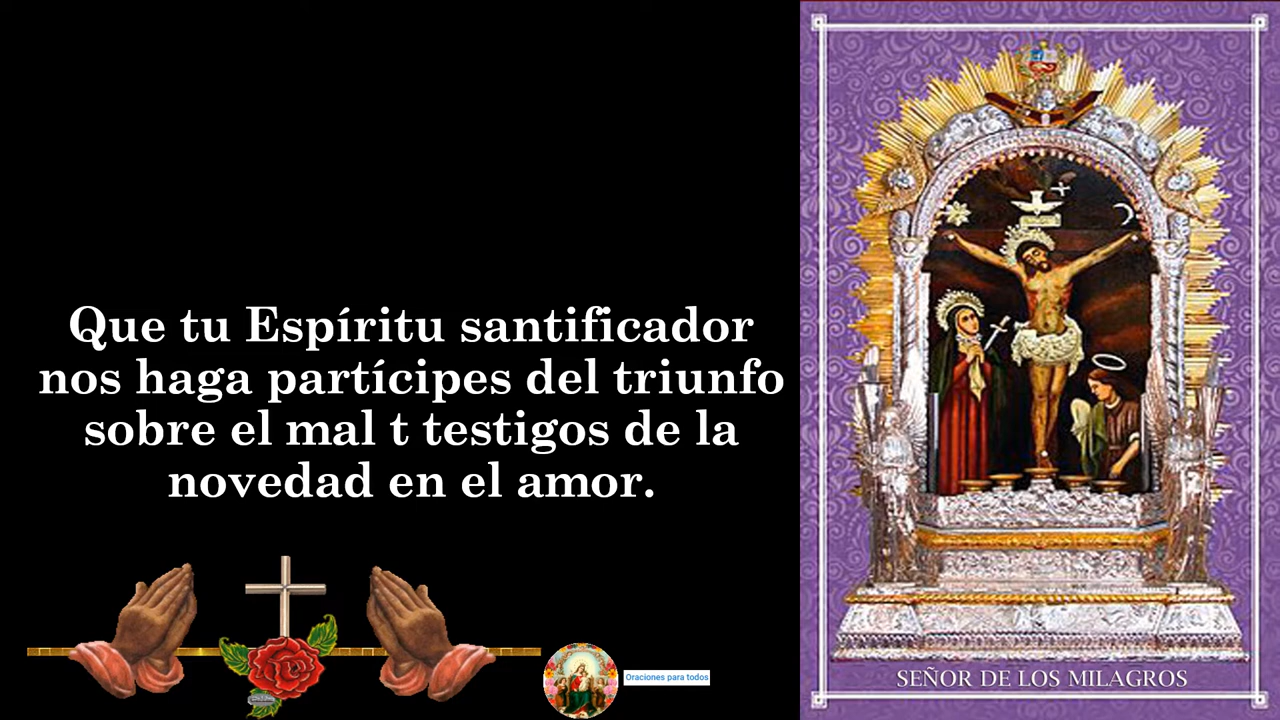 Que tu Espíritu santificador
nos haga partícipes del triunfo
sobre el mal t testigos de la
novedad en el amor.
Oraciones para todos
SEÑOR DE LOS MILAGROS